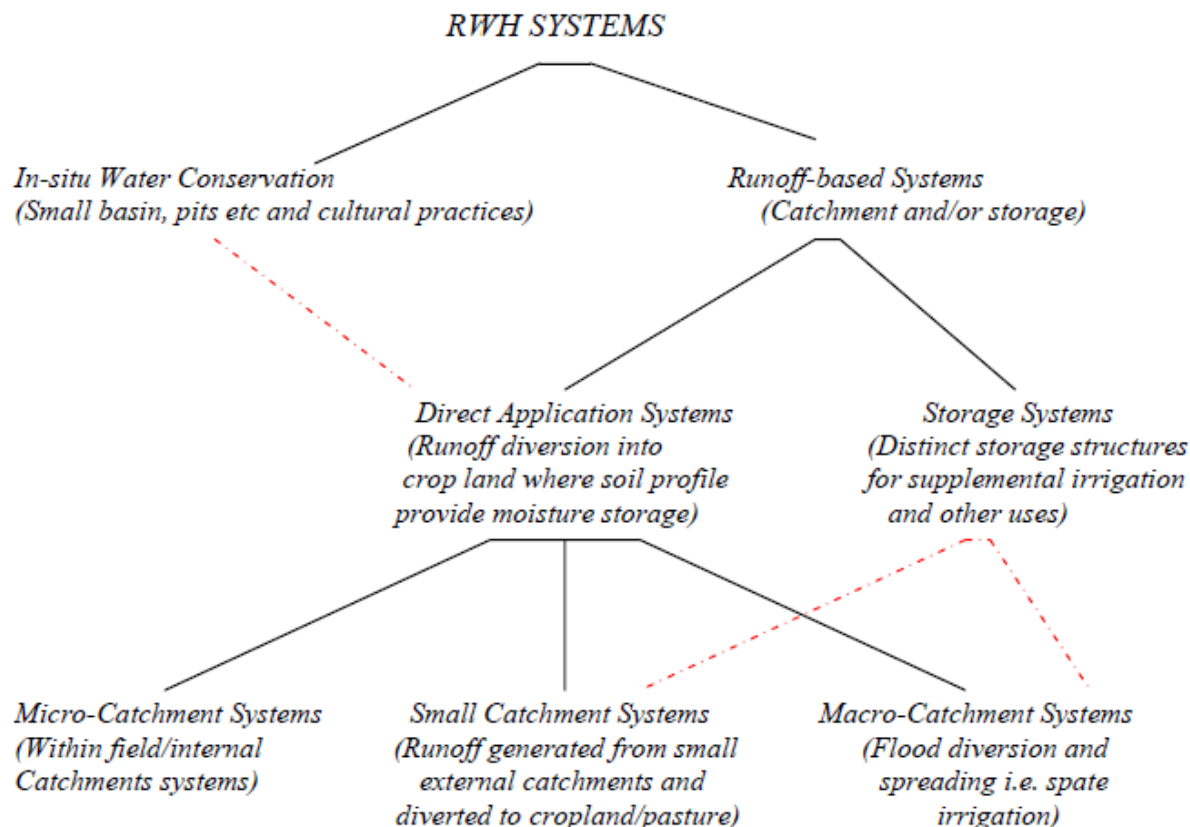 RWH SYSTEMS
In-situ Water Conservation
(Small basin, pits etc and cultural practices)
Runoff-based Systems
(Catchment and/or storage)
Direct Application Systems
(Runoff diversion into
crop land where soil profile
provide moisture storage)
Storage Systems
(Distinct storage structures
for supplemental irrigation
and other uses)
Micro-Catchment Systems
(Within field/internal
Catchments systems)
Small Catchment Systems
(Runoff generated from small
external catchments and
diverted to cropland/pasture)
Macro-Catchment Systems
(Flood diversion and
spreading i.e. spate
irrigation)